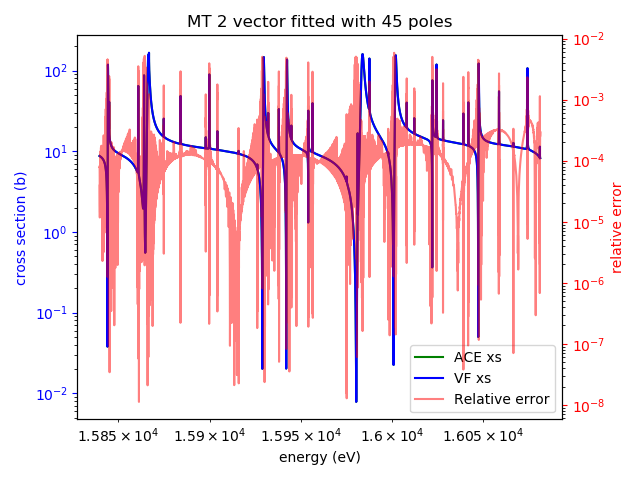 MT 2 vector fitted with 45 poles
10²
10¹
10⁰
10⁻¹
10⁻²
cross section (b)
10⁻²
10⁻³
10⁻⁴
10⁻⁵
10⁻⁶
10⁻⁷
10⁻⁸
relative error
ACE xs
VF xs
Relative error
1.585 × 10⁴ 1.59 × 10⁴ 1.595 × 10⁴ 1.6 × 10⁴ 1.605 × 10⁴
energy (eV)